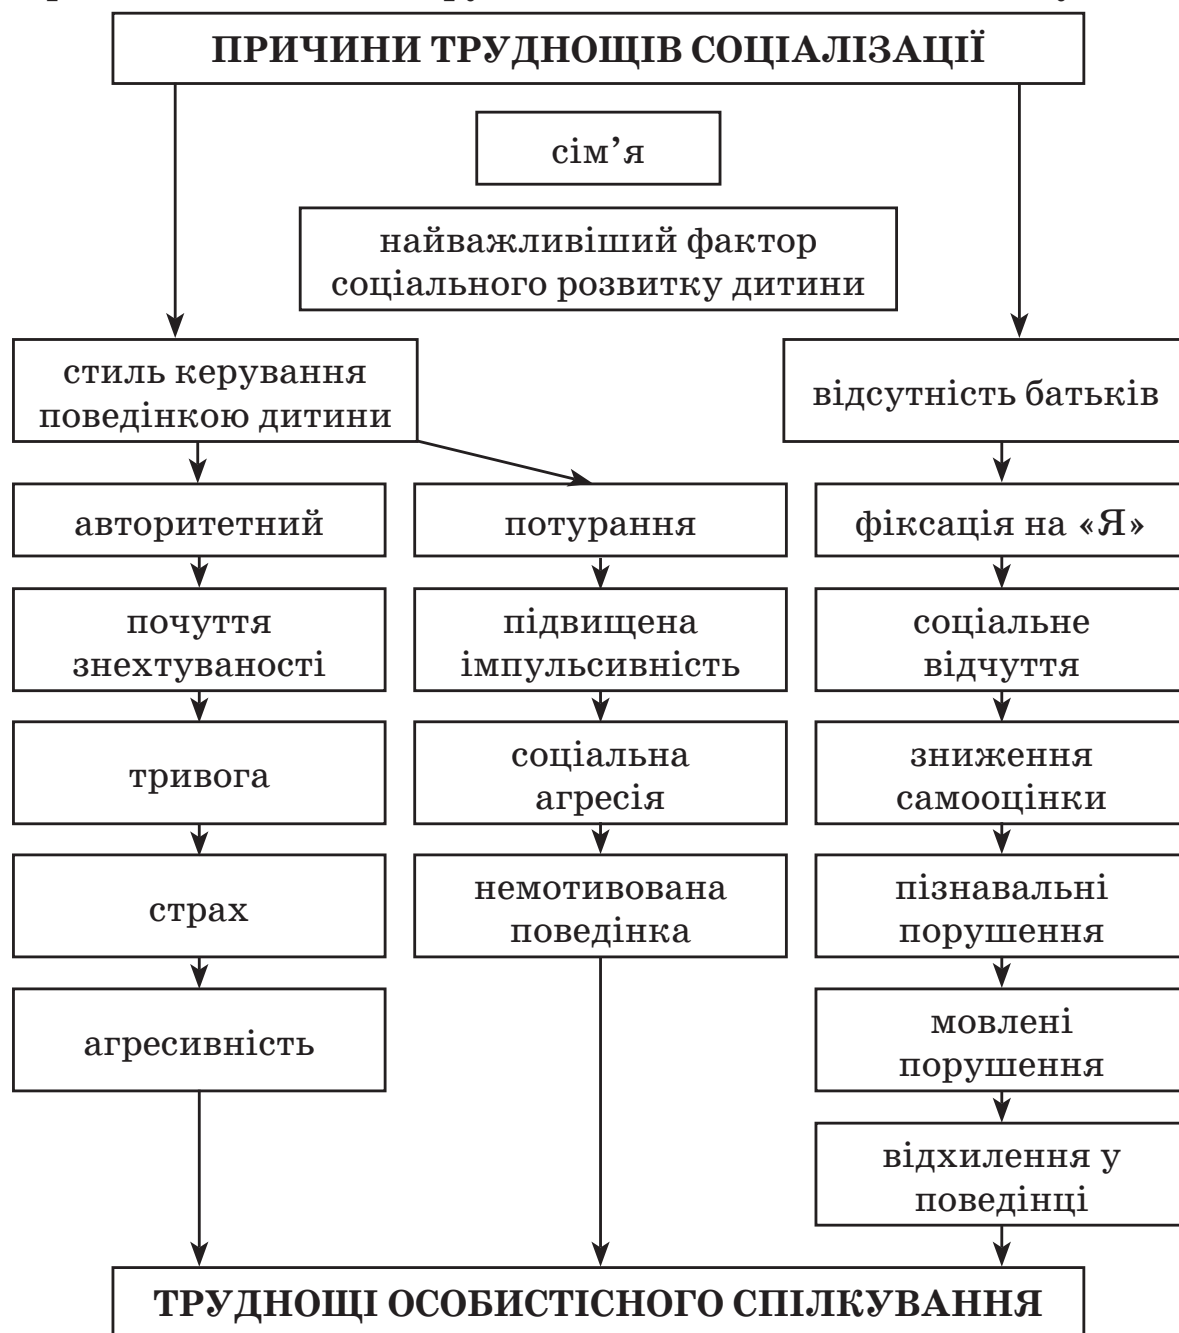 ПРИЧИНИ ТРУДНОЩІВ СОЦІАЛІЗАЦІЇ
сім’я
найважливіший фактор
соціального розвитку дитини
стиль керування
поведінкою дитини
відсутність батьків
авторитетний
потурання
фіксація на «Я»
почуття
знехтуваності
підвищена
імпульсивність
соціальне
відчуття
тривога
соціальна
агресія
зниження
самооцінки
страх
немотивована
поведінка
пізнавальні
порушення
агресивність
мовлені
порушення
відхилення у
поведінці
ТРУДНОЩІ ОСОБИСТІСНОГО СПІЛКУВАННЯ